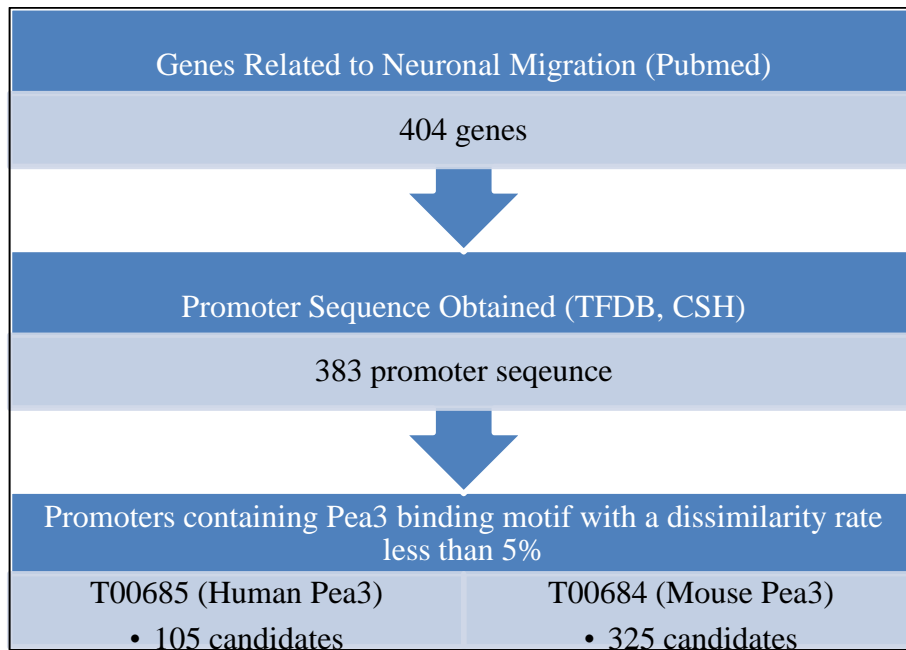 Genes Related to Neuronal Migration (Pubmed)
404 genes
Promoter Sequence Obtained (TFDB, CSH)
383 promoter seqeunce
Promoters containing Pea3 binding motif with a dissimilarity rate
less than 5%
T00685 (Human Pea3)
• 105 candidates
T00684 (Mouse Pea3)
• 325 candidates